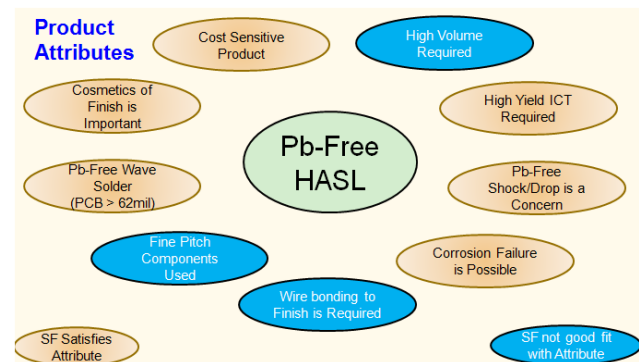 Product
Attributes
Cost Sensitive
Product
High Volume
Required
Cosmetics of
Finish is
Important
High Yield ICT
Required
Pb-Free
HASL
Pb-Free Wave
Solder
(PCB > 62mil)
Pb-Free
Shock/Drop is a
Concern
Fine Pitch
Components
Used
Corrosion Failure
is Possible
Wire bonding to
Finish is Required
SF Satisfies
Attribute
SF not good fit
with Attribute